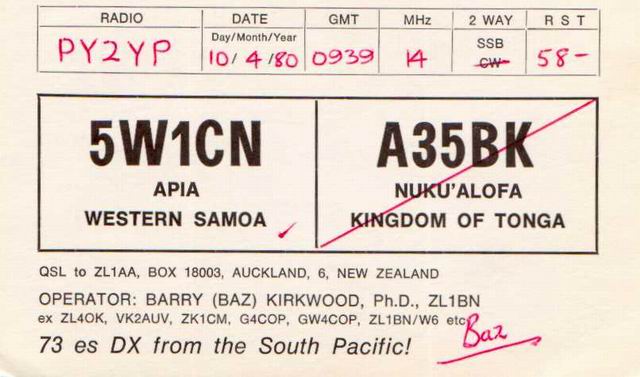 RADIO DATE GMT MHz 2 WAY R S T
Day/Month/Year SSB
PY2YP 10/4/80 0939 14 CW 58-
5W1CN A35BK
APIA NUKU'ALOFA
WESTERN SAMOA ✓ KINGDOM OF TONGA
QSL to ZL1AA, BOX 18003, AUCKLAND, 6, NEW ZEALAND
OPERATOR: BARRY (BAZ) KIRKWOOD, Ph.D., ZL1BN
ex ZL4OK, VK2AUV, ZK1CM, G4COP, GW4COP, ZL1BN/W6 etc
Baz
73 es DX from the South Pacific!